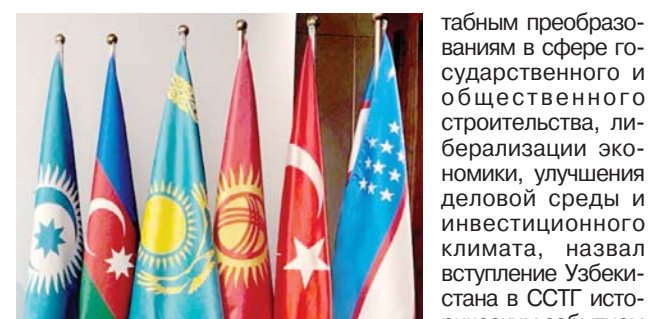 табным преобразо-
ваниям в сфере го-
сударственного и
общественного
строительства, ли-
берализации эко-
номики, улучшения
деловой среды и
инвестиционного
климата, назвал
вступление Узбеки-
стана в ССТГ исто-